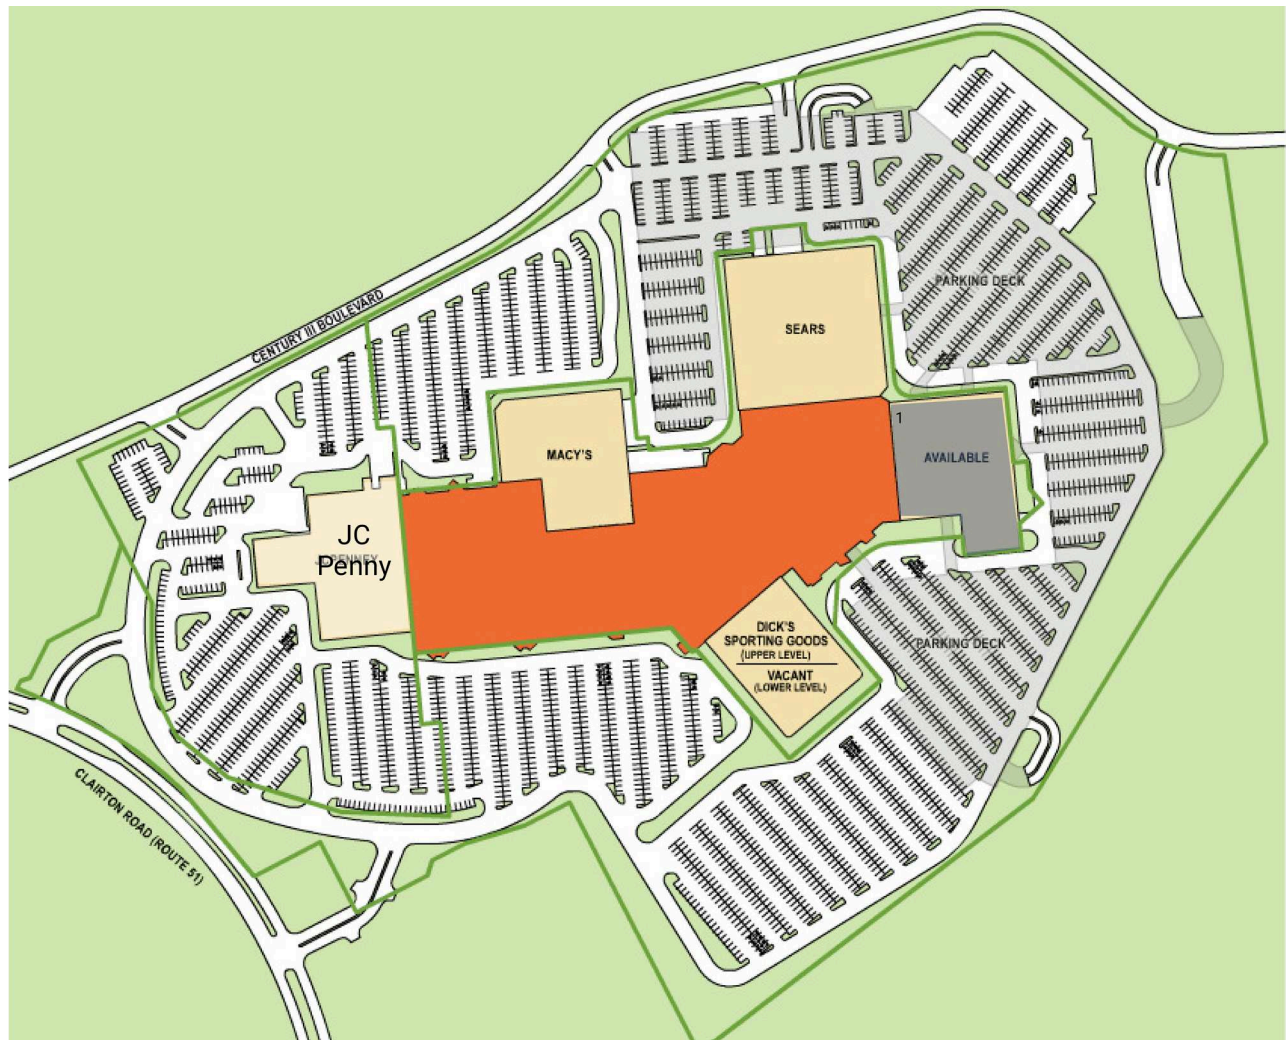 CENTURY III BOULEVARD
PARKING DECK
SEARS
1
AVAILABLE
MACY'S
JC
Penny
DICK'S
SPORTING GOODS
(UPPER LEVEL)
VACANT
(LOWER LEVEL)
PARKING DECK
CLAIRTON ROAD (ROUTE 51)